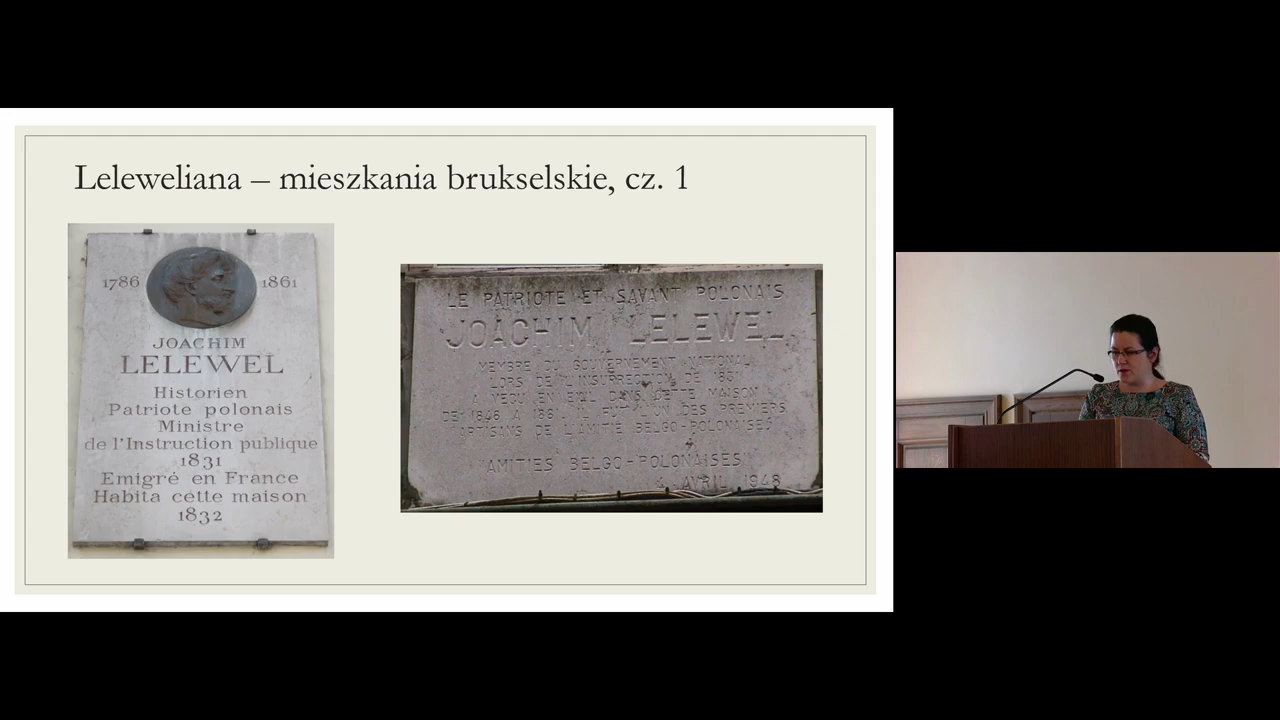 Leleweliana – mieszkania brukselskie, cz. 1
1786 1861
JOACHIM
LELEWEL
Historien
Patriote polonais
Ministre
de l'Instruction publique
1831
Emigré en France
Habita cette maison
1832
LE PATRIOTE ET SAVANT POLONAIS
JOACHIM LELEWEL
MEMBRE DU GOUVERNEMENT NATIONAL
LORS DE L'INSURRECTION DE 1831
A VECU EN EXIL DANS CETTE MAISON
DE 1848 A 1861. IL FUT L'UN DES PREMIERS
ARTISANS DE L'AMITIE BELGO-POLONAISES
"AMITIES BELGO-POLONAISES"
4 AVRIL 1948